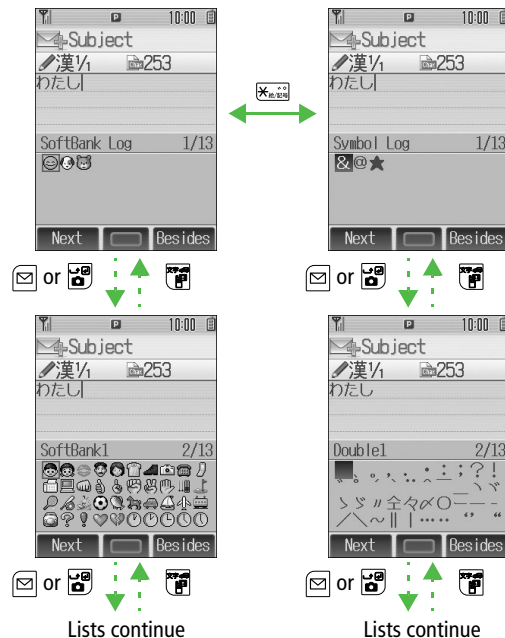 10:00
10:00
Subject
Subject
漢1/1 253
漢1/1 253
わたし
わたし
SoftBank Log 1/13
Symbol Log 1/13
&@★
Next Besides
Next Besides
or
or
10:00
10:00
Subject
Subject
漢1/1 253
漢1/1 253
わたし
わたし
SoftBank1 2/13
Double1 2/13
Next Besides
Next Besides
or
or
Lists continue
Lists continue